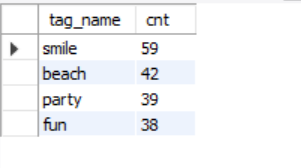 tag_name cnt
smile 59
beach 42
party 39
fun 38